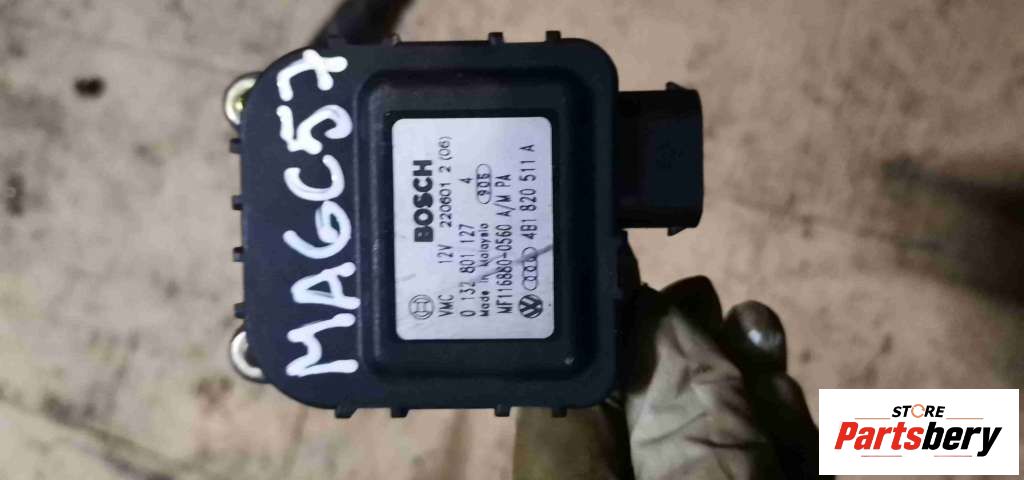 MAGC57
BOSCH
VMC 12V 220601 2 (06)
0 132 801 127 4
Made in Malaysia 905
MF116880-0560 A/M PA
4B1 820 511 A
STORE
Partsbery